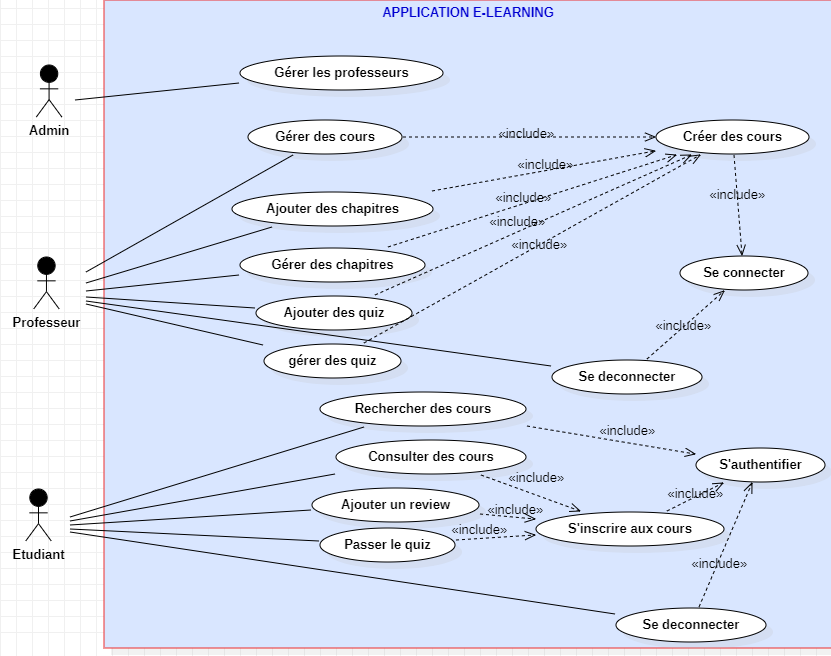 APPLICATION E-LEARNING
Gérer les professeurs
Admin
Gérer des cours
«include»
Créer des cours
«include»
«include»
«include»
Ajouter des chapitres
«include»
«include»
Gérer des chapitres
Se connecter
Ajouter des quiz
Professeur
«include»
gérer des quiz
Se deconnecter
Rechercher des cours
«include»
Consulter des cours
S'authentifier
«include»
«include»
Ajouter un review
«include»
«include»
S'inscrire aux cours
Passer le quiz
Etudiant
«include»
Se deconnecter